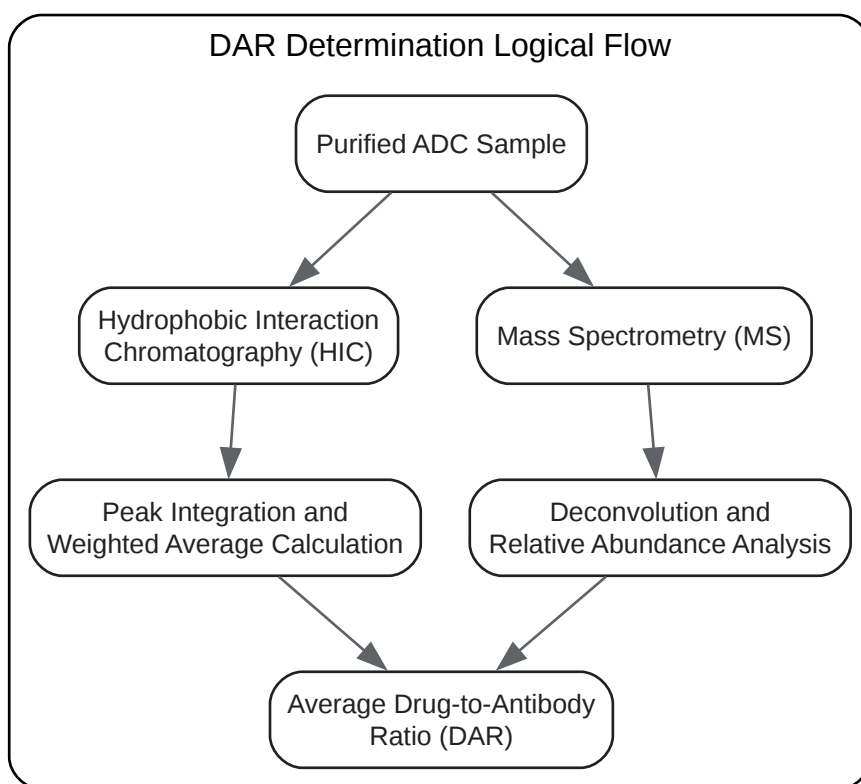 DAR Determination Logical Flow
Purified ADC Sample
Hydrophobic Interaction
Chromatography (HIC)
Mass Spectrometry (MS)
Peak Integration and
Weighted Average Calculation
Deconvolution and
Relative Abundance Analysis
Average Drug-to-Antibody
Ratio (DAR)